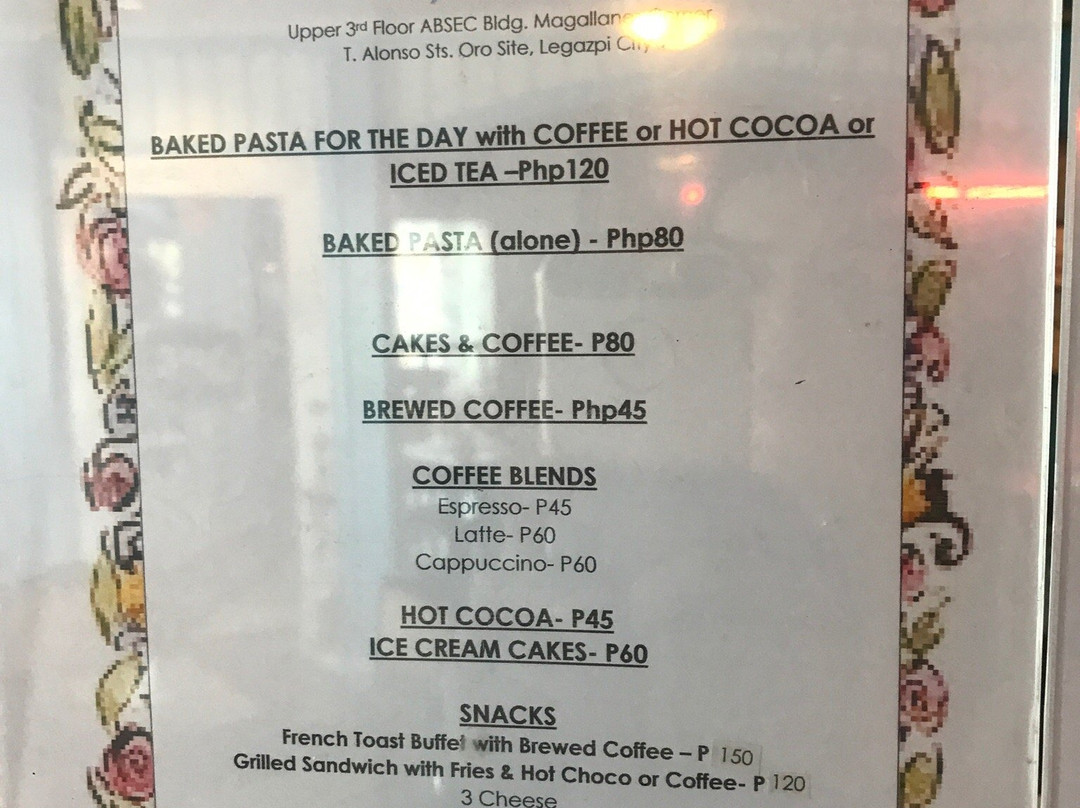 Upper 3rd Floor ABSEC Bldg.
T. Alonso Sts. Oro Site, Legazpi City
BAKED PASTA FOR THE DAY with COFFEE or HOT COCOA or
ICED TEA –Php120
BAKED PASTA (alone) - Php80
CAKES & COFFEE- P80
BREWED COFFEE- Php45
COFFEE BLENDS
Espresso- P45
Latte- P60
Cappuccino- P60
HOT COCOA- P45
ICE CREAM CAKES- P60
SNACKS
French Toast Buffet with Brewed Coffee – P 150
Grilled Sandwich with Fries & Hot Choco or Coffee- P 120
3 Cheese